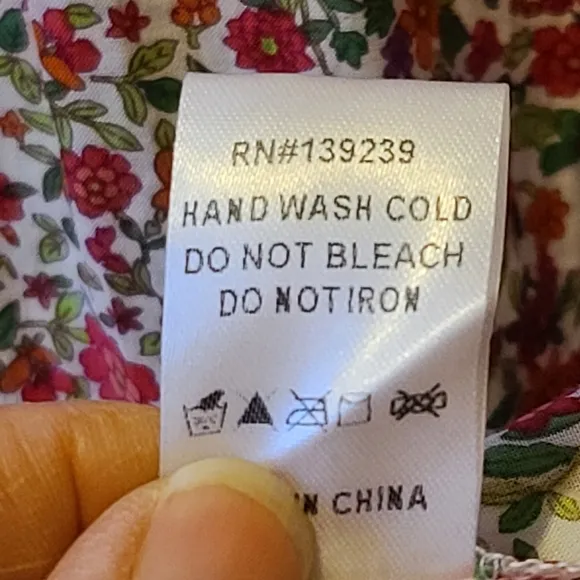 RN#139239
HAND WASH COLD
DO NOT BLEACH
DO NOT IRON
IN CHINA